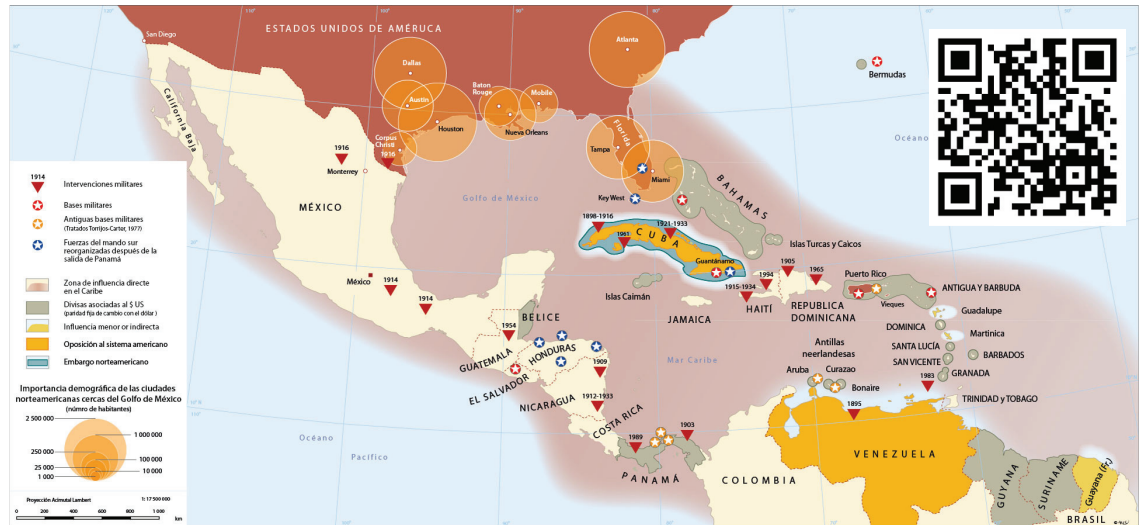 ESTADOS UNIDOS DE AMÉRUCA
San Diego
California Baja
Dallas
Austin
Houston
Corpus
Christi
1916
Baton
Rouge
Nueva Orleans
Mobile
Atlanta
Florida
Tampa
Miami
Key West
Bermudas
Océano
1916
Monterrey
MÉXICO
Golfo de México
BAHAMAS
1898-1916
1921-1933
1961
CUBA
Guantánamo
Islas Turcas y Caicos
México
1914
1914
Islas Caimán
JAMAICA
1915-1934
1994
HAITÍ
1905
1965
REPUBLICA
DOMINICANA
Puerto Rico
Vieques
ANTIGUA Y BARBUDA
Guadalupe
DOMINICA
Martinica
SANTA LUCÍA
SAN VICENTE
BARBADOS
GRANADA
1983
TRINIDAD y TOBAGO
Antillas
neerlandesas
Aruba
Curazao
Bonaire
Mar Caribe
BELICE
1954
GUATEMALA
HONDURAS
EL SALVADOR
1909
NICARAGUA
1912-1933
COSTA RICA
1989
1903
PANAMÁ
COLOMBIA
1895
VENEZUELA
GUYANA
SURINAME
Guayana (Fr.)
BRASIL
Océano
Pacífico
1914
Intervenciones militares
Bases militares
Antiguas bases militares
(Tratados Torrijos-Carter, 1977)
Fuerzas del mando sur
reorganizadas después de la
salida de Panamá
Zona de influencia directe
en el Caribe
Divisas asociadas al $ US
(paridad fija de cambio con el dólar )
Influencia menor or indirecta
Oposición al sistema americano
Embargo norteamericano
Importancia demográfica de las ciudades
norteamericanas cercas del Golfo de México
(núnro de habitantes)
2 500 000
1 000 000
250 000
100 000
25 000
10 000
1 000
Proyección Acimutal Lambert
1: 17 500 000
0 200 400 600 800 1 000
km